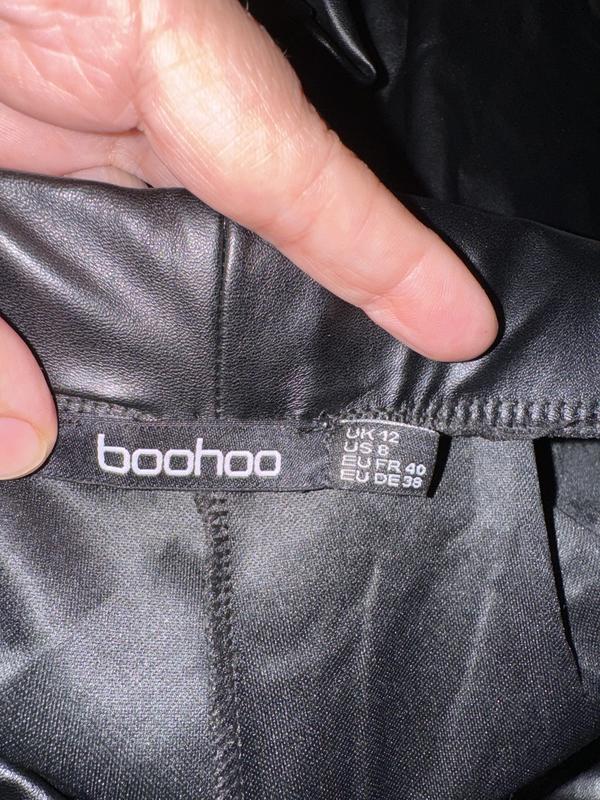 boohoo
UK 12
US 8
EU FR 40
EU DE 38